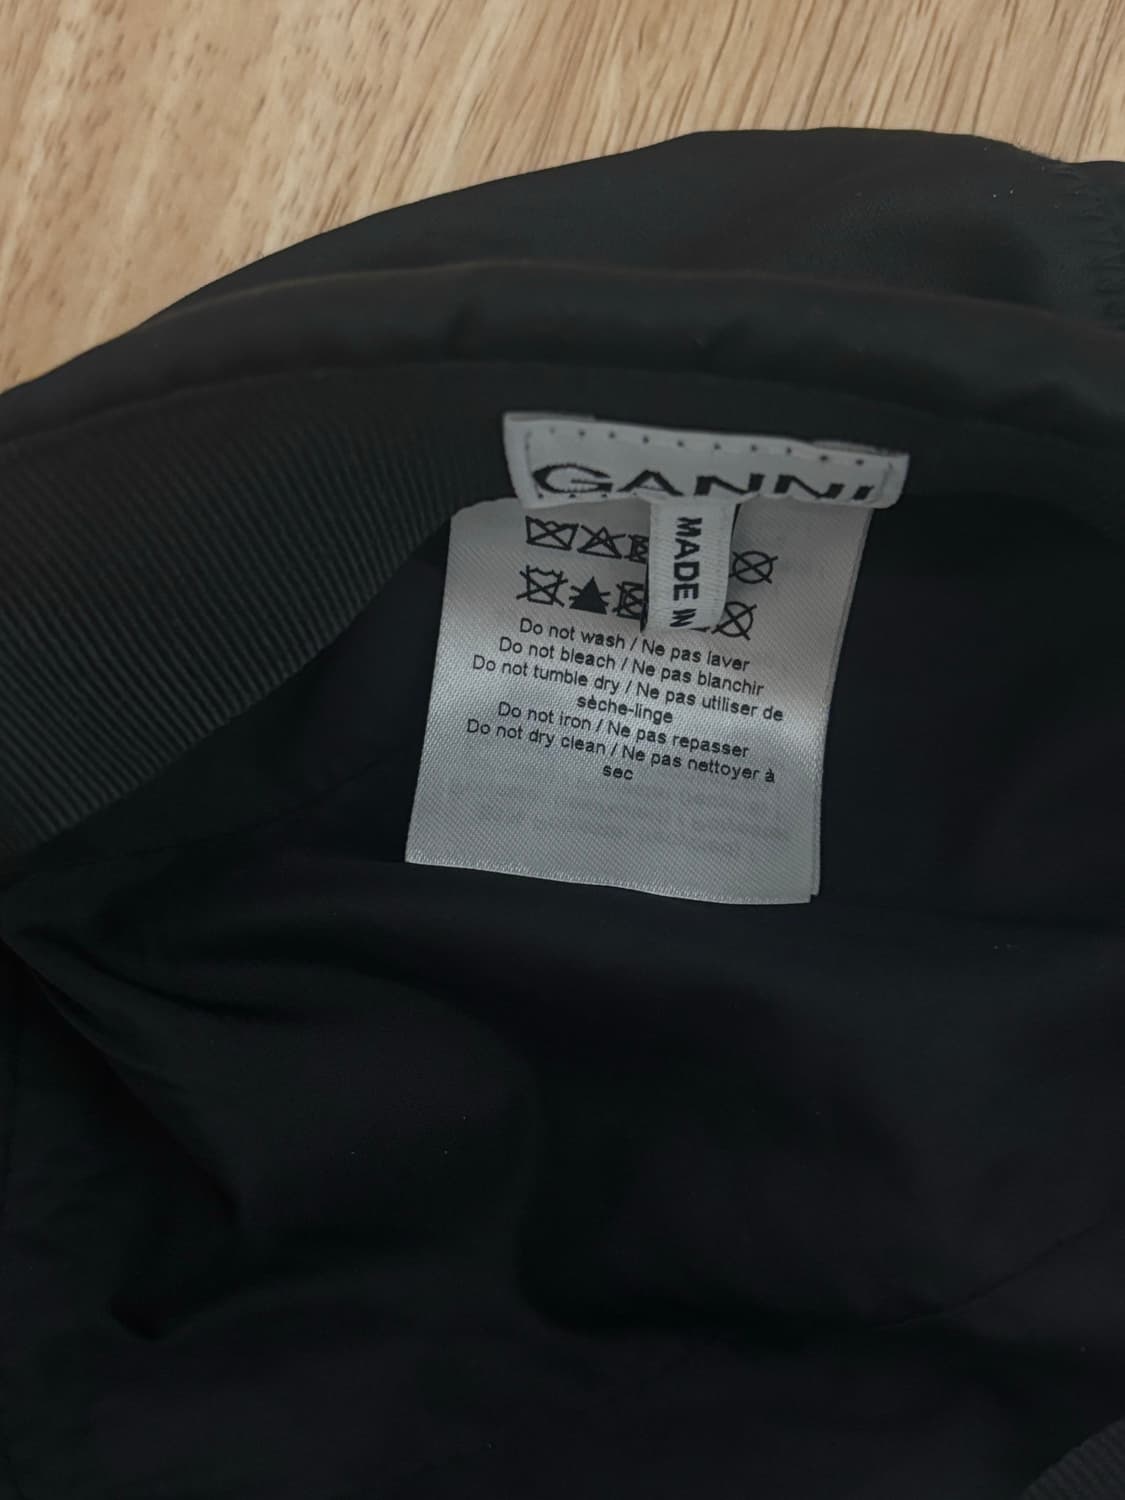 GANNI
MADE IN
Do not wash / Ne pas laver
Do not bleach / Ne pas blanchir
Do not tumble dry / Ne pas utiliser de
sèche-linge
Do not iron / Ne pas repasser
Do not dry clean / Ne pas nettoyer à
sec